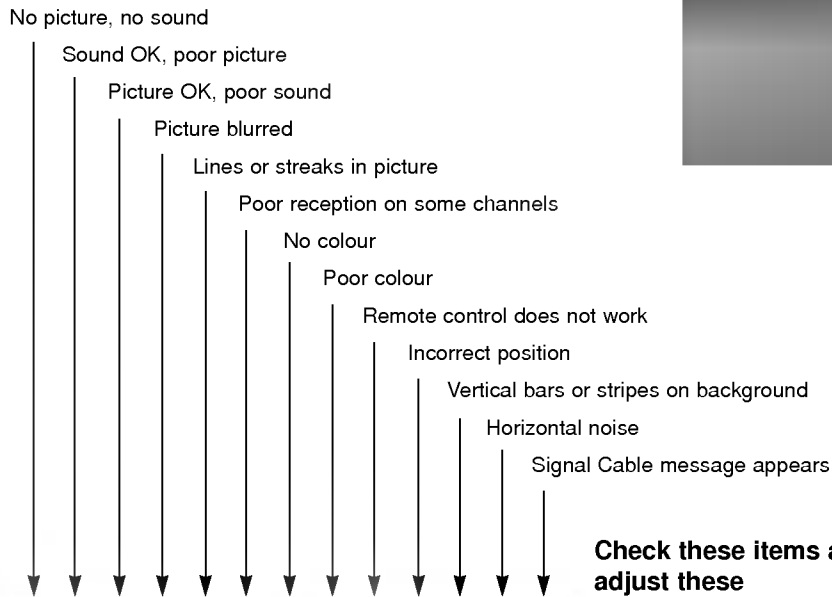 No picture, no sound
Sound OK, poor picture
Picture OK, poor sound
Picture blurred
Lines or streaks in picture
Poor reception on some channels
No colour
Poor colour
Remote control does not work
Incorrect position
Vertical bars or stripes on background
Horizontal noise
Signal Cable message appears
Check these items
adjust these